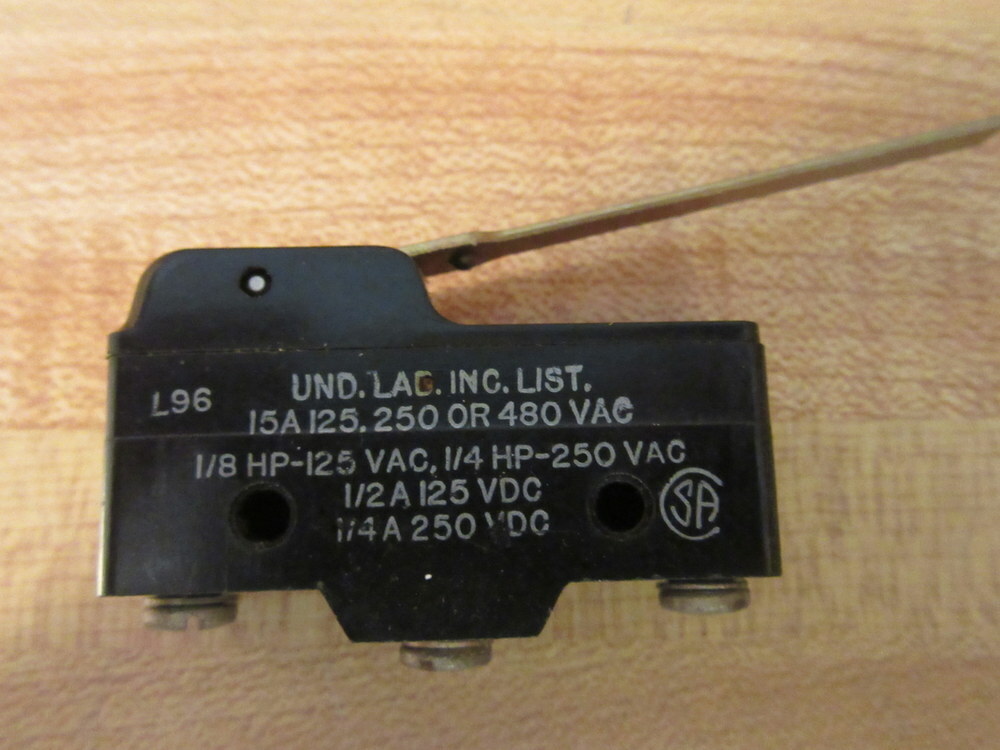 L96
UND. LAB. INC. LIST.
15A 125, 250 OR 480 VAC
1/8 HP-125 VAC, 1/4 HP-250 VAC
1/2 A 125 VDC
1/4 A 250 VDC
SA